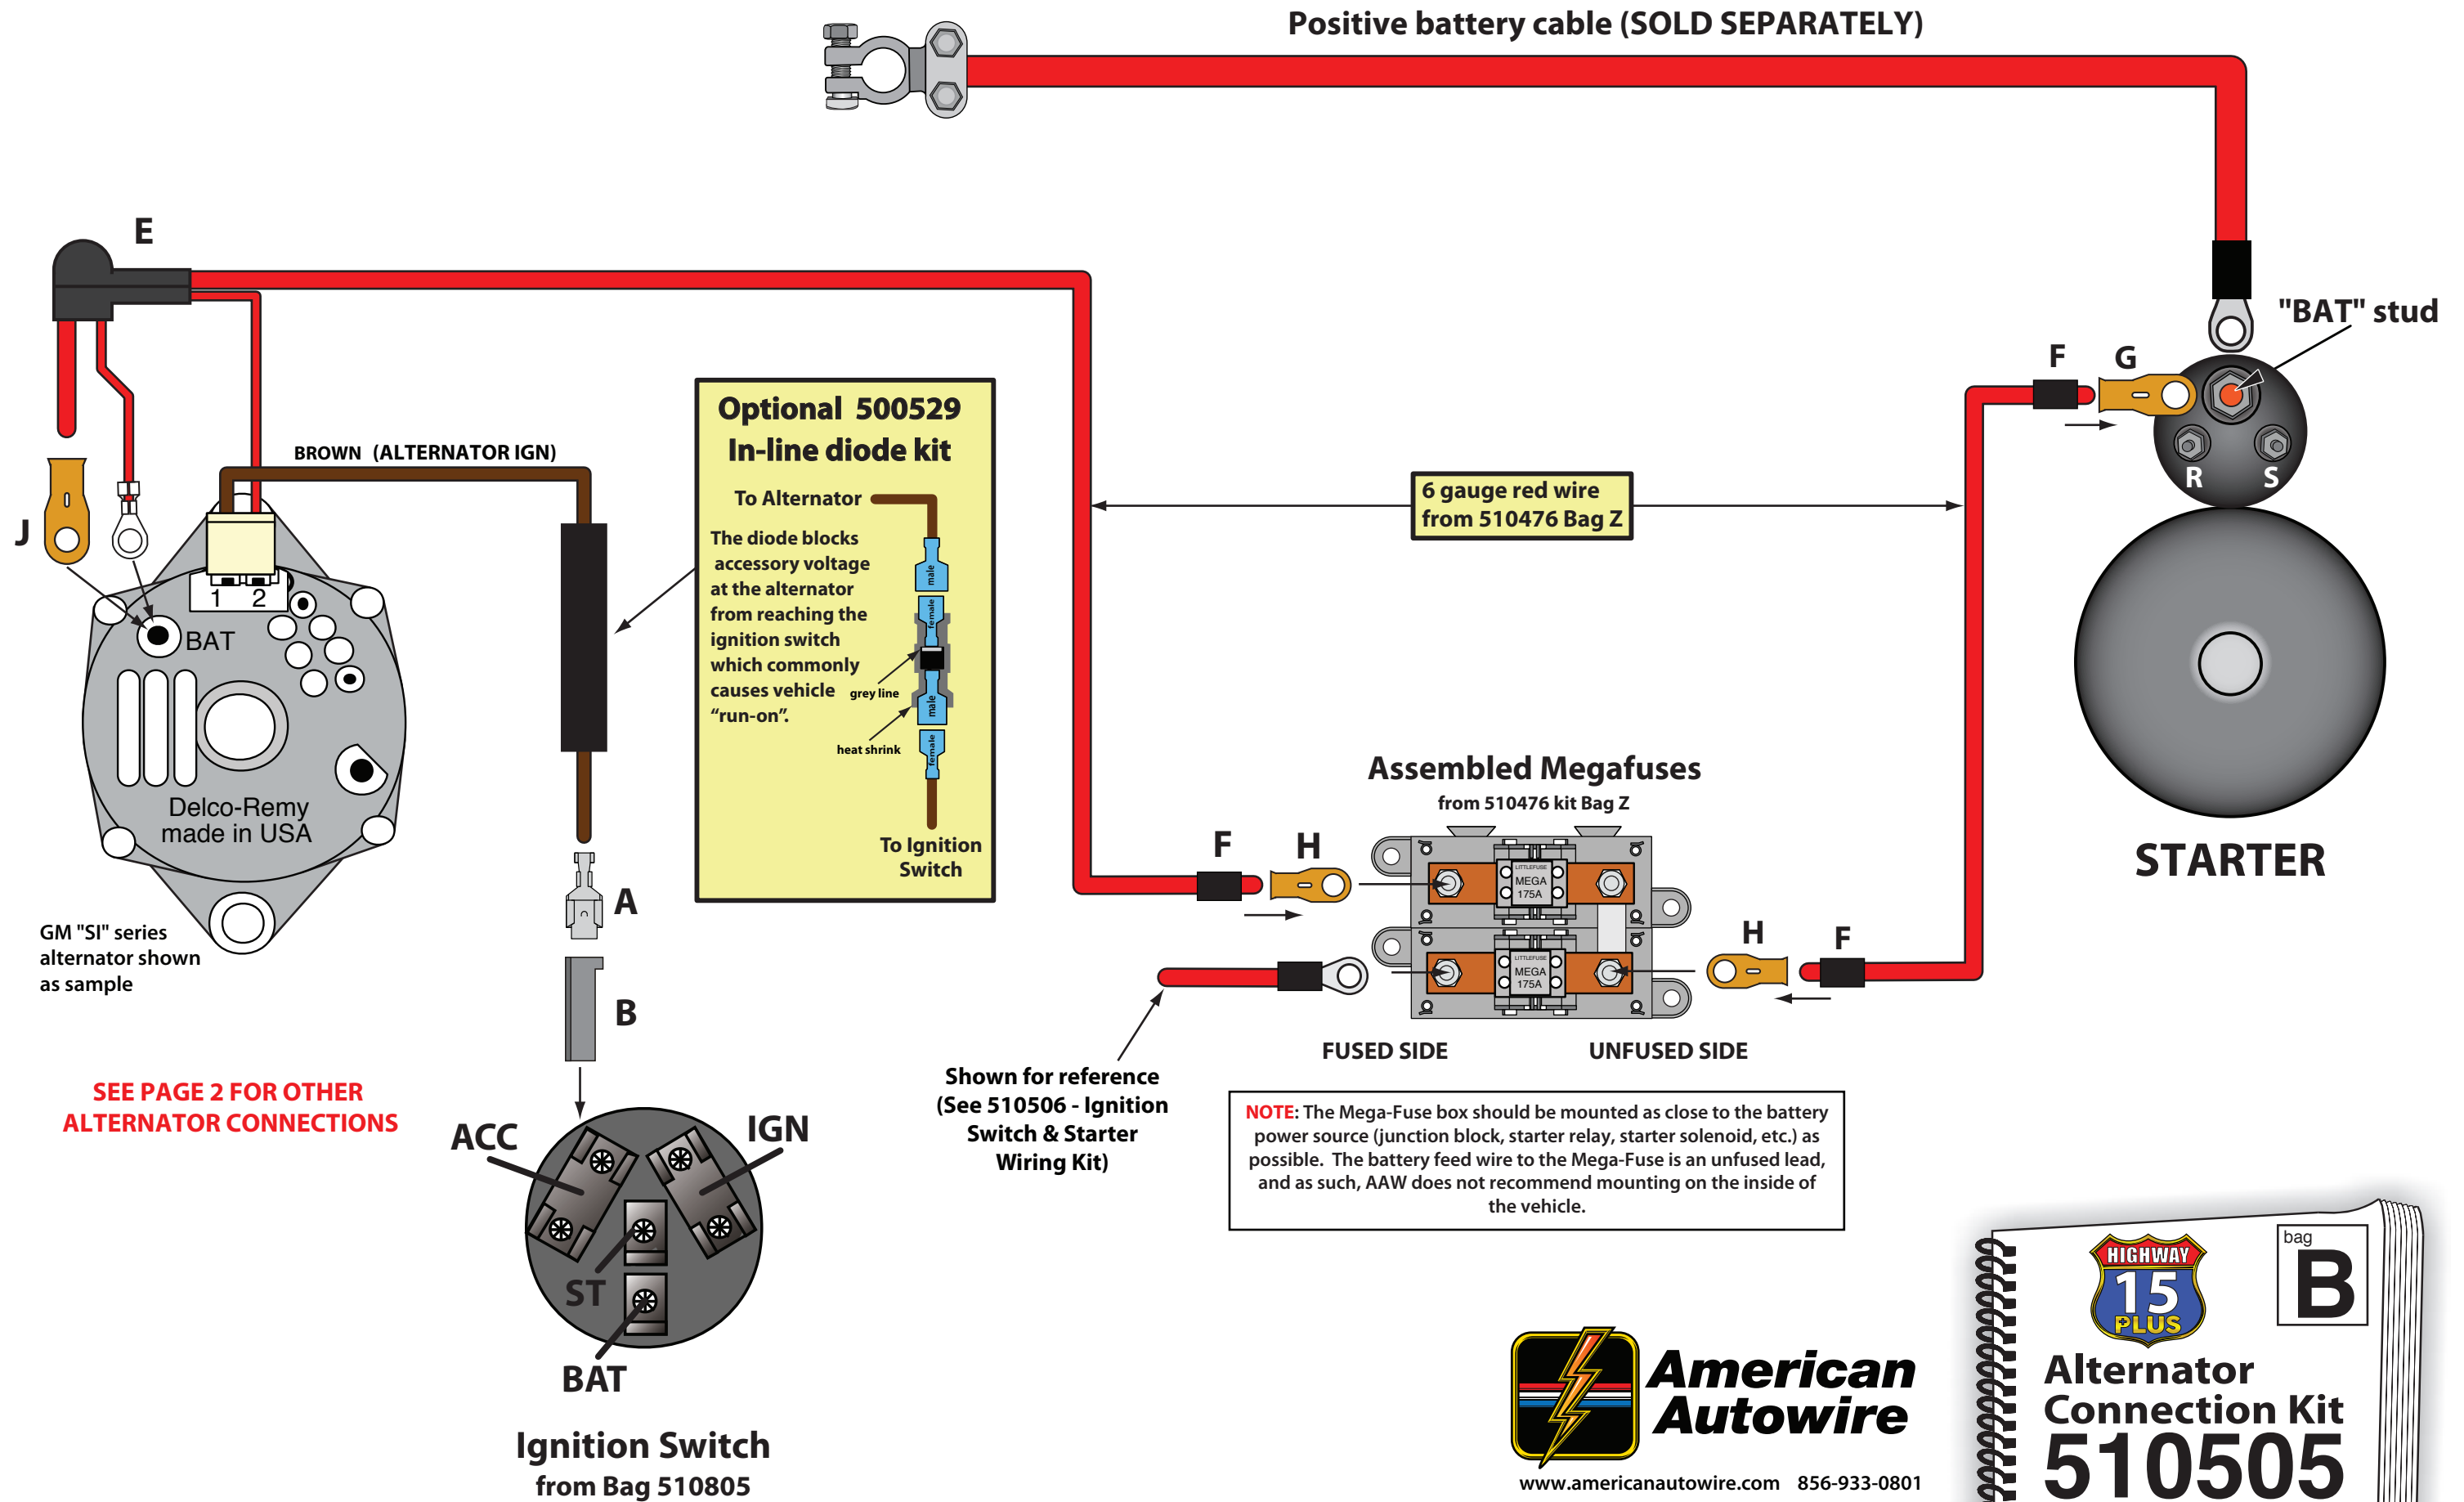 Positive battery cable (SOLD SEPARATELY)
E
"BAT" stud
F
G
R
S
STARTER
BROWN (ALTERNATOR IGN)
J
1
2
BAT
Delco-Remy
made in USA
GM "SI" series
alternator shown
as sample
SEE PAGE 2 FOR OTHER
ALTERNATOR CONNECTIONS
Optional 500529
In-line diode kit
To Alternator
The diode blocks
accessory voltage
at the alternator
from reaching the
ignition switch
which commonly
causes vehicle
"run-on".
male
female
grey line
male
heat shrink
female
To Ignition
Switch
6 gauge red wire
from 510476 Bag Z
A
B
ACC
IGN
ST
BAT
Ignition Switch
from Bag 510805
Assembled Megafuses
from 510476 kit Bag Z
F
H
LITTLEFUSE
MEGA
175A
LITTLEFUSE
MEGA
175A
H
F
FUSED SIDE
UNFUSED SIDE
Shown for reference
(See 510506 - Ignition
Switch & Starter
Wiring Kit)
NOTE: The Mega-Fuse box should be mounted as close to the battery
power source (junction block, starter relay, starter solenoid, etc.) as
possible. The battery feed wire to the Mega-Fuse is an unfused lead,
and as such, AAW does not recommend mounting on the inside of
the vehicle.
American
Autowire
www.americanautowire.com 856-933-0801
HIGHWAY
15
PLUS
bag
B
Alternator
Connection Kit
510505